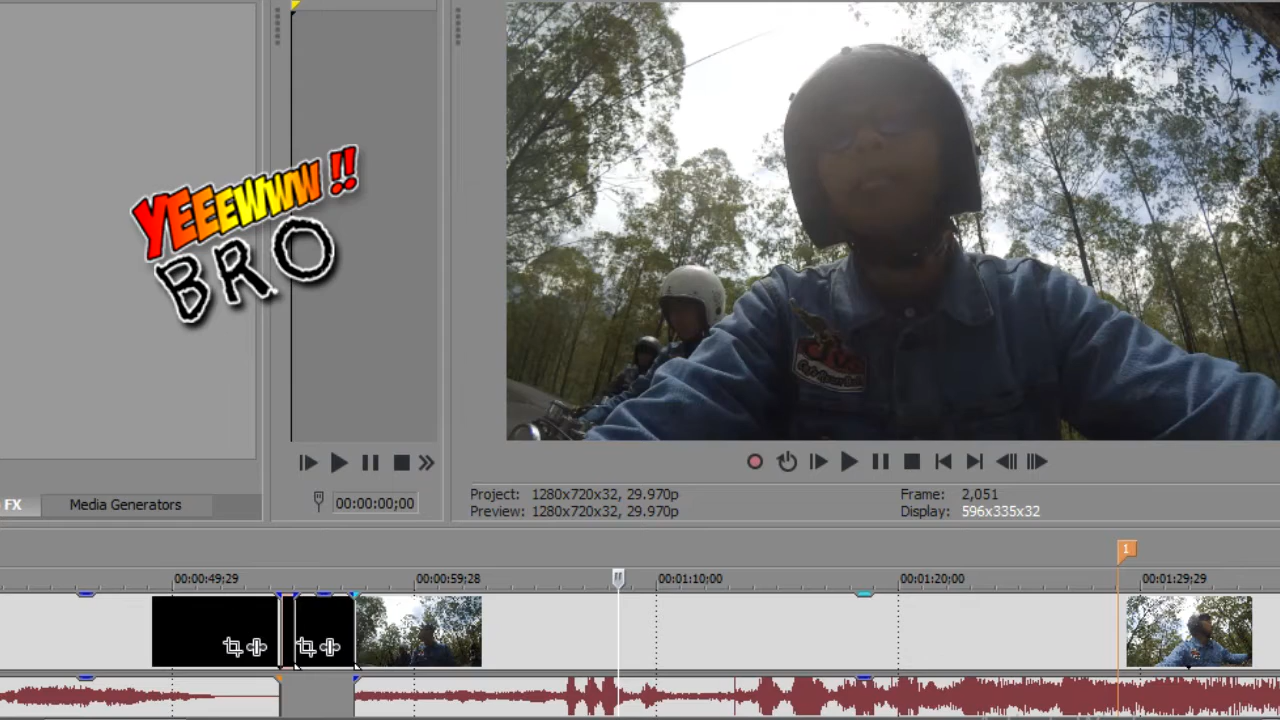 YEEEWWW !!
BRO
00:00:00;00
FX
Media Generators
Project: 1280x720x32, 29.970p
Preview: 1280x720x32, 29.970p
Frame: 2,051
Display: 596x335x32
1
00:00:49;29
00:00:59;28
00:01:10;00
00:01:20;00
00:01:29;29